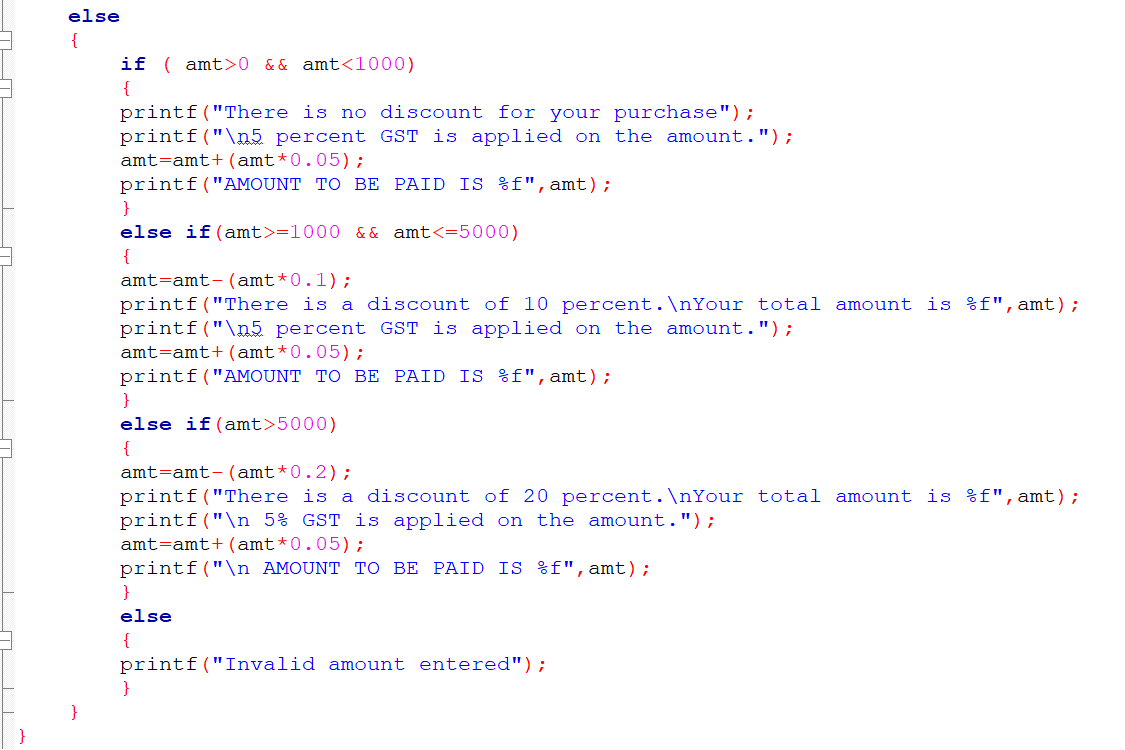 else
{
if ( amt>0 && amt<1000)
{
printf("There is no discount for your purchase");
printf("\n5 percent GST is applied on the amount.");
amt=amt+(amt*0.05);
printf("AMOUNT TO BE PAID IS %f",amt);
}
else if(amt>=1000 && amt<=5000)
{
amt=amt-(amt*0.1);
printf("There is a discount of 10 percent.\nYour total amount is %f",amt);
printf("\n5 percent GST is applied on the amount.");
amt=amt+(amt*0.05);
printf("AMOUNT TO BE PAID IS %f",amt);
}
else if(amt>5000)
{
amt=amt-(amt*0.2);
printf("There is a discount of 20 percent.\nYour total amount is %f",amt);
printf("\n 5% GST is applied on the amount.");
amt=amt+(amt*0.05);
printf("\n AMOUNT TO BE PAID IS %f",amt);
}
else
{
printf("Invalid amount entered");
}
}
}